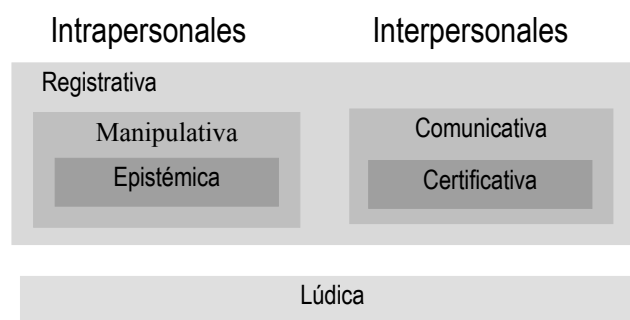 Intrapersonales Interpersonales
Registrativa
Manipulativa Comunicativa
Epistémica Certificativa
Lúdica